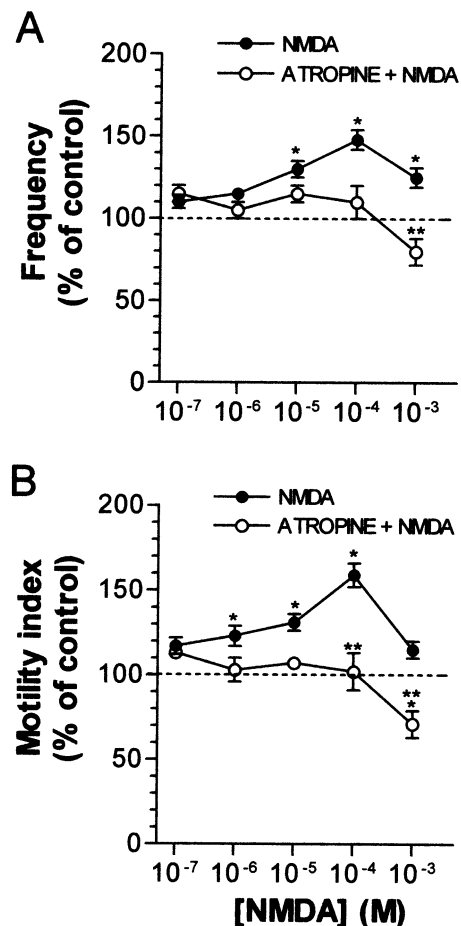 A
NMDA
ATROPINE + NMDA
Frequency
(% of control)
200
150
100
50
0
*
*
*
**
10-7 10-6 10-5 10-4 10-3
B
NMDA
ATROPINE + NMDA
Motility index
(% of control)
200
150
100
50
0
*
*
*
**
**
*
10-7 10-6 10-5 10-4 10-3
[NMDA] (M)